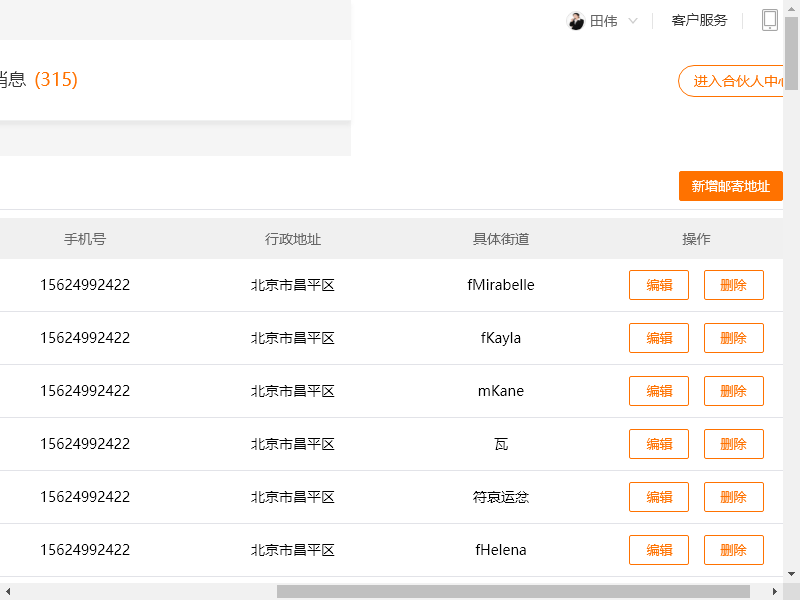 田伟 客户服务
消息 (315)
进入合伙人中心
新增邮寄地址
手机号 行政地址 具体街道 操作
15624992422 北京市昌平区 fMirabelle 编辑 删除
15624992422 北京市昌平区 fKayla 编辑 删除
15624992422 北京市昌平区 mKane 编辑 删除
15624992422 北京市昌平区 瓦 编辑 删除
15624992422 北京市昌平区 符哀运忿 编辑 删除
15624992422 北京市昌平区 fHelena 编辑 删除